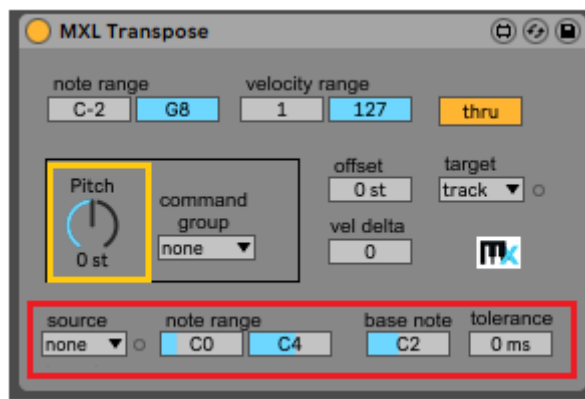 MXL Transpose
note range velocity range
C-2 G8 1 127 thru
offset target
Pitch 0 st track
command
group vel delta
0 st none 0
source note range base note tolerance
none C0 C4 C2 0 ms